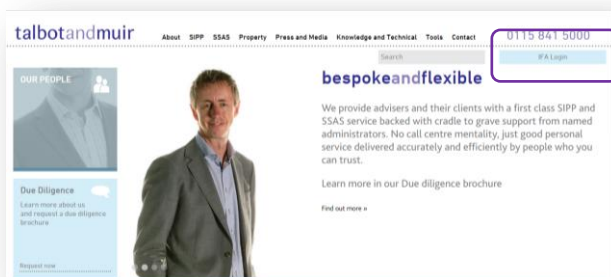 talbotandmuir
About SIPP SSAS Property Press and Media Knowledge and Technical Tools Contact
0115 841 5000
Search
IFA Login
OUR PEOPLE
bespokeandflexible
We provide advisers and their clients with a first class SIPP and
SSAS service backed with cradle to grave support from named
administrators. No call centre mentality, just good personal
service delivered accurately and efficiently by people who you
can trust.
Learn more in our Due diligence brochure
Find out more »
Due Diligence
Learn more about us
and request a due diligence
brochure
Request now